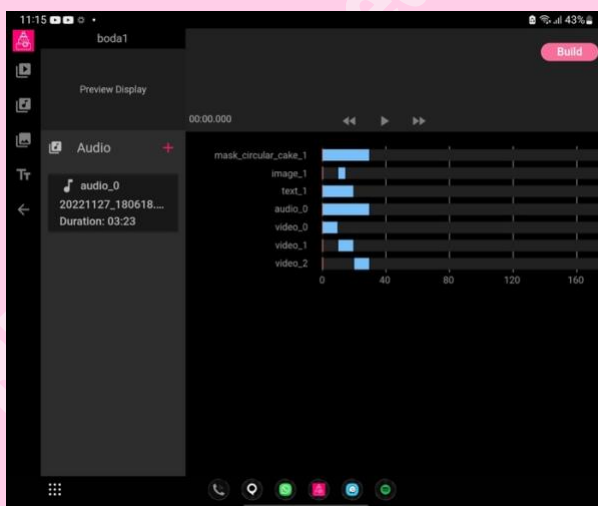 11:15
43%
boda1
Build
Preview Display
00:00.000
Audio
+
audio_0
20221127_180618....
Duration: 03:23
Tт
mask_circular_cake_1
image_1
text_1
audio_0
video_0
video_1
video_2
0 40 80 120 160